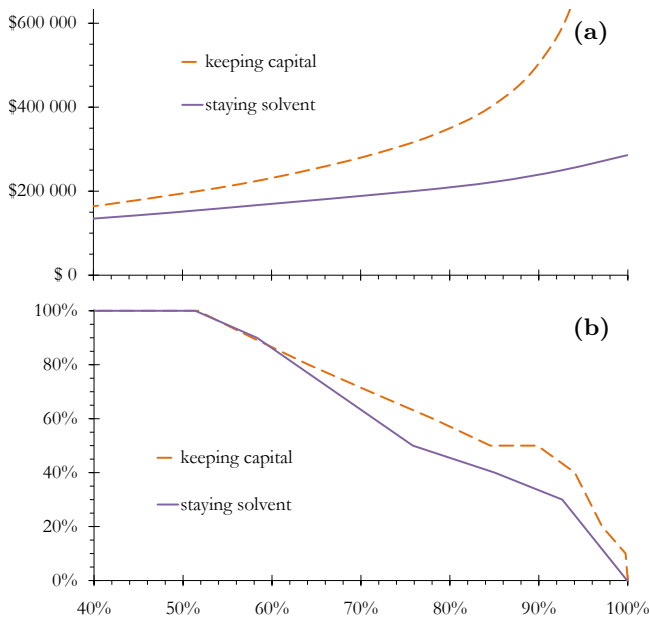 $600 000
(a)
keeping capital
$400 000
staying solvent
$200 000
$ 0
100%
(b)
80%
60%
keeping capital
40%
staying solvent
20%
0%
40% 50% 60% 70% 80% 90% 100%